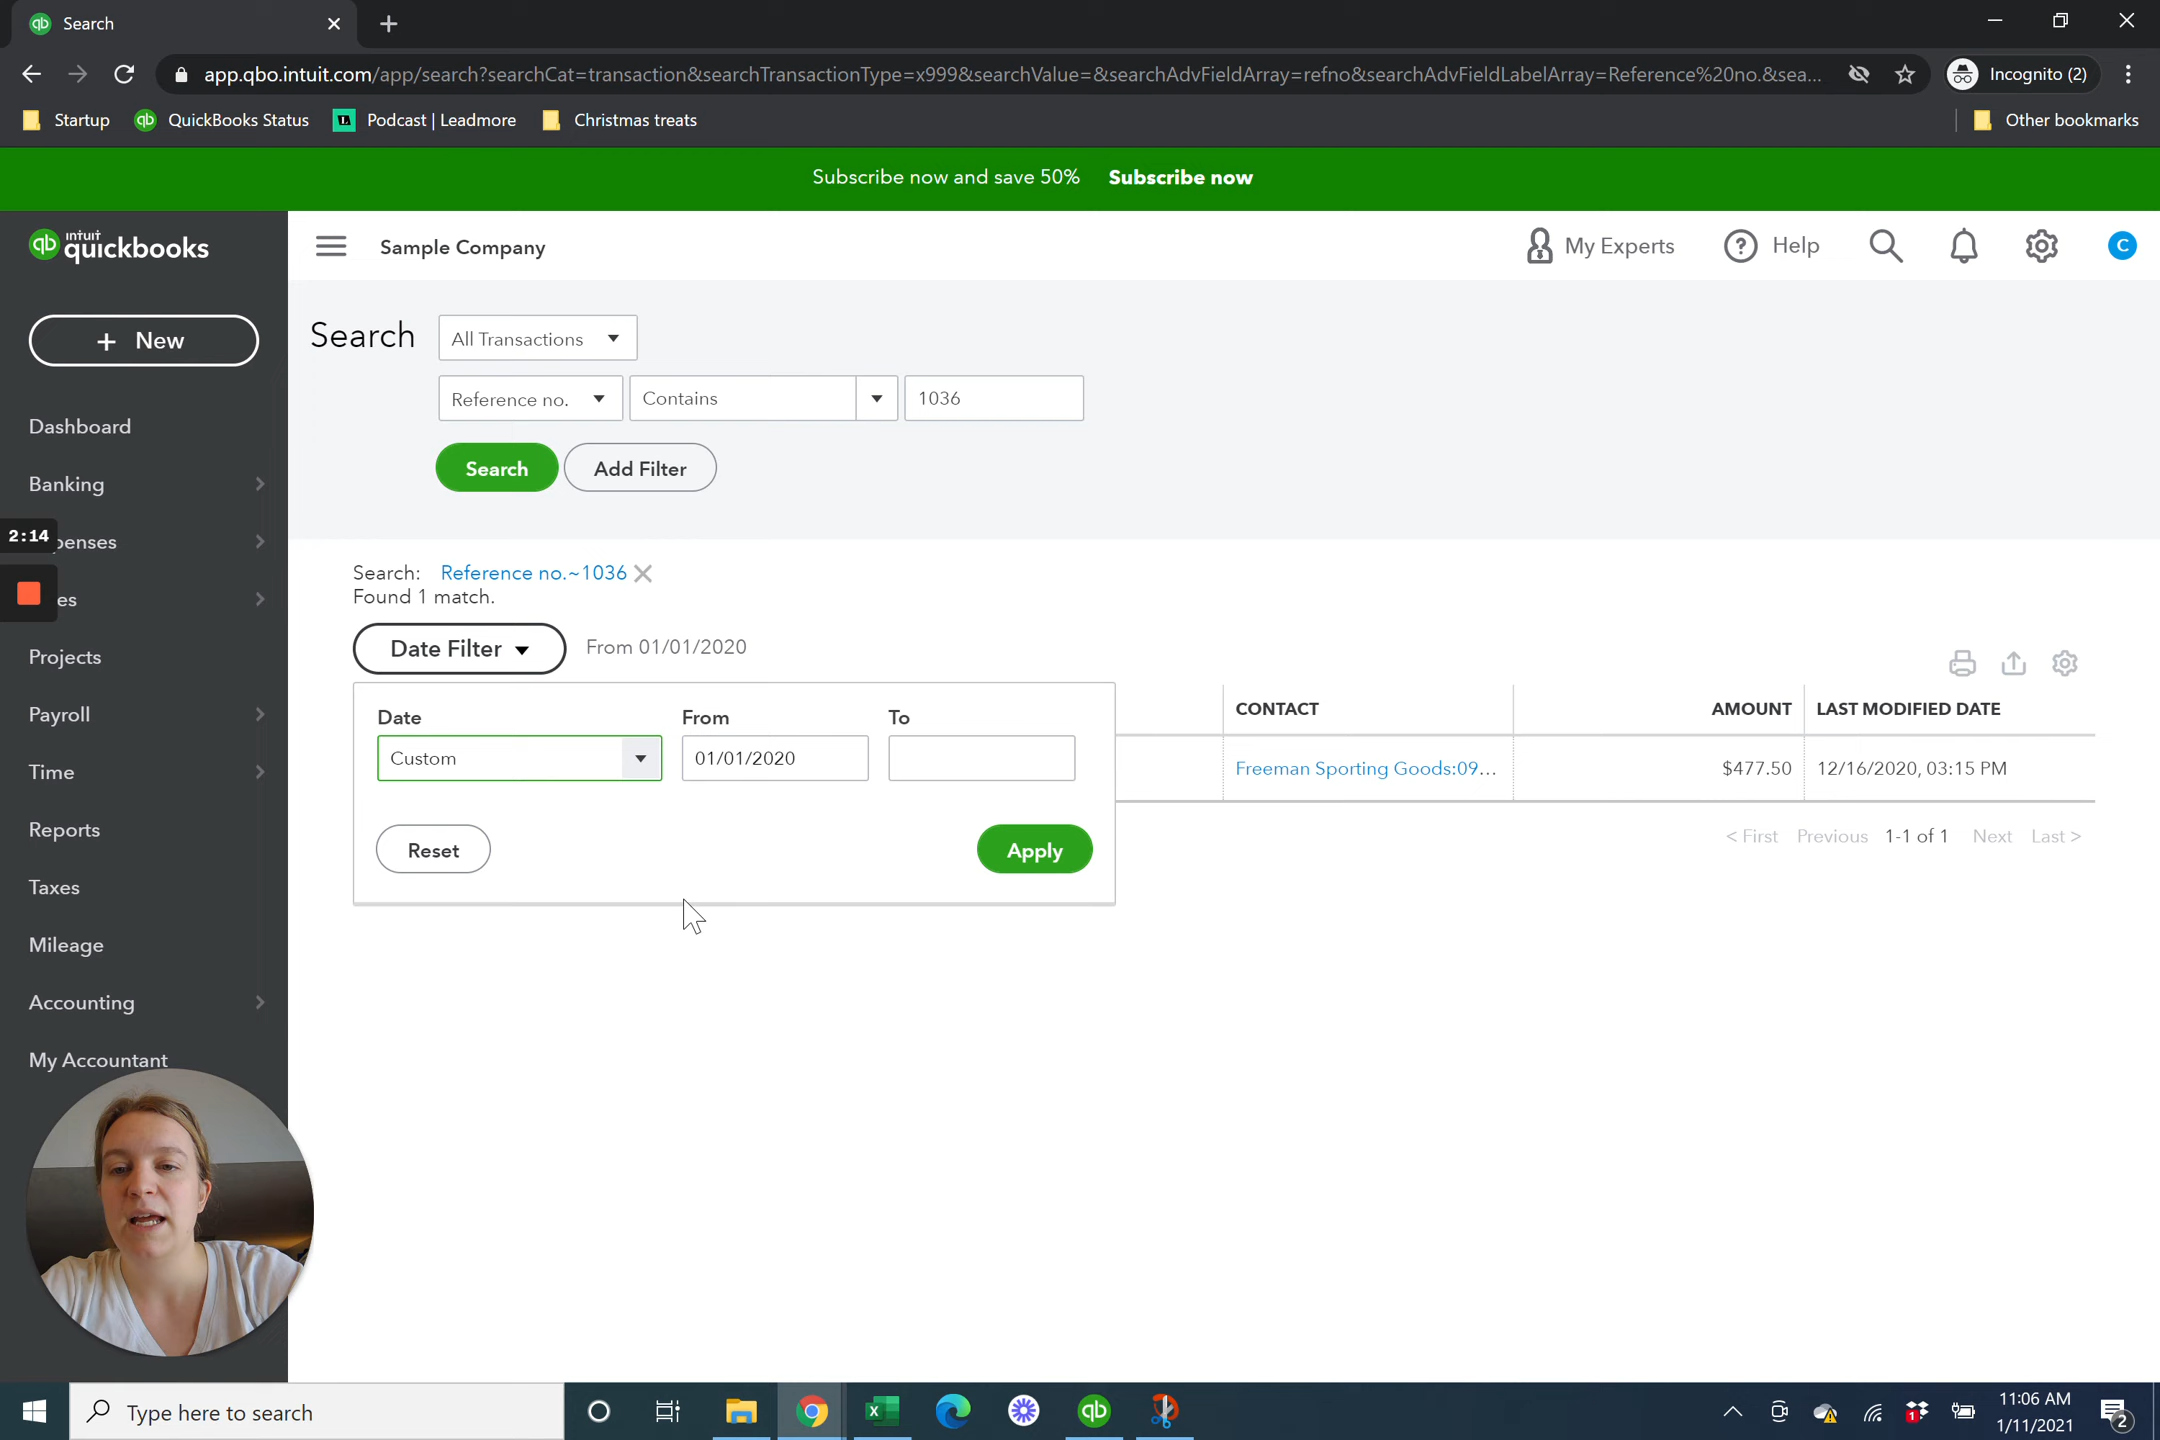 Search
app.qbo.intuit.com/app/search?searchCat=transaction&searchTransactionType=x999&searchValue=&searchAdvFieldArray=refno&searchAdvFieldLabelArray=Reference%20no.&sea...
Incognito (2)
Startup
QuickBooks Status
Podcast | Leadmore
Christmas treats
Other bookmarks
Subscribe now and save 50% Subscribe now
intuit
quickbooks
Sample Company
My Experts
Help
C
+ New
Search
All Transactions
Reference no.
Contains
1036
Search
Add Filter
Dashboard
Banking
2:14
penses
es
Projects
Payroll
Time
Reports
Taxes
Mileage
Accounting
My Accountant
Search: Reference no.~1036
Found 1 match.
Date Filter
From 01/01/2020
Date
From
To
Custom
01/01/2020
Reset
Apply
CONTACT
AMOUNT
LAST MODIFIED DATE
Freeman Sporting Goods:09...
$477.50
12/16/2020, 03:15 PM
< First Previous 1-1 of 1 Next Last >
Type here to search
11:06 AM
1/11/2021
2